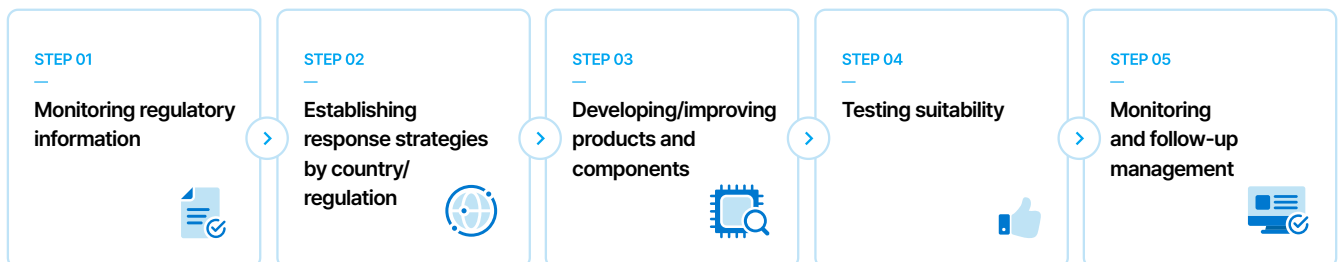 STEP 01
Monitoring regulatory
information
STEP 02
Establishing
response strategies
by country/
regulation
STEP 03
Developing/improving
products and
components
STEP 04
Testing suitability
STEP 05
Monitoring
and follow-up
management